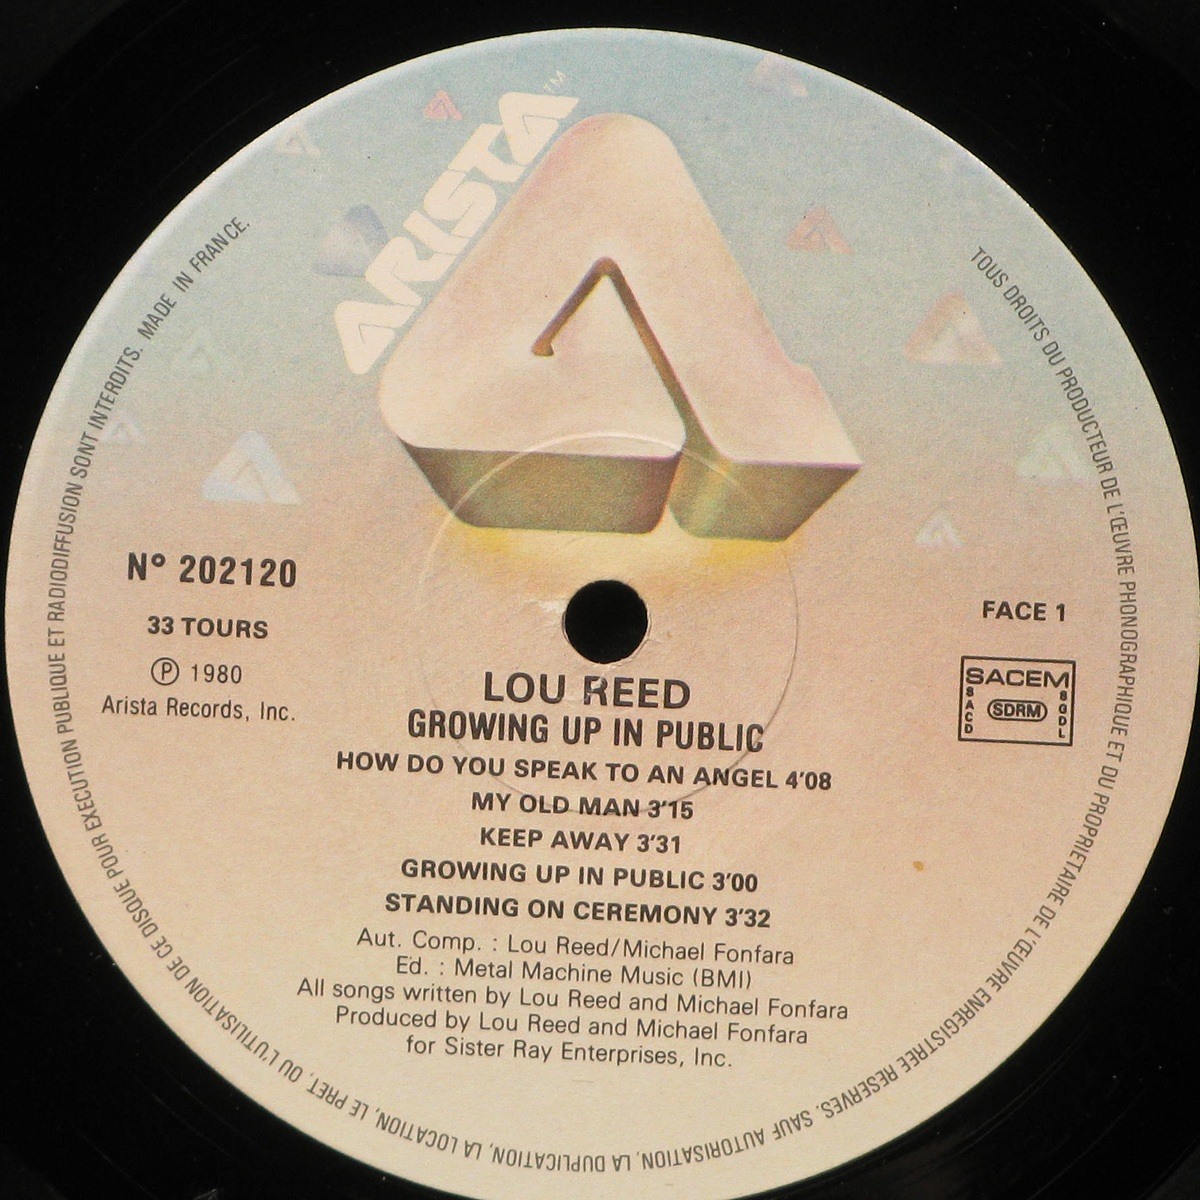 ARISTA™
Nº 202120
33 TOURS
℗ 1980
Arista Records, Inc.
FACE 1
SACEM
SACD
SDRM
SGDL
LOU REED
GROWING UP IN PUBLIC
HOW DO YOU SPEAK TO AN ANGEL 4'08
MY OLD MAN 3'15
KEEP AWAY 3'31
GROWING UP IN PUBLIC 3'00
STANDING ON CEREMONY 3'32
Aut. Comp. : Lou Reed/Michael Fonfara
Ed. : Metal Machine Music (BMI)
All songs written by Lou Reed and Michael Fonfara
Produced by Lou Reed and Michael Fonfara
for Sister Ray Enterprises, Inc.
TOUS DROITS DU PRODUCTEUR DE L'ŒUVRE PHONOGRAPHIQUE ET DU PROPRIETAIRE DE L'ŒUVRE ENREGISTREE RESERVES. SAUF AUTORISATION, LA DUPLICATION, LA LOCATION, LE PRET, OU L'UTILISATION DE CE DISQUE POUR EXECUTION PUBLIQUE ET RADIODIFFUSION SONT INTERDITS. MADE IN FRANCE.